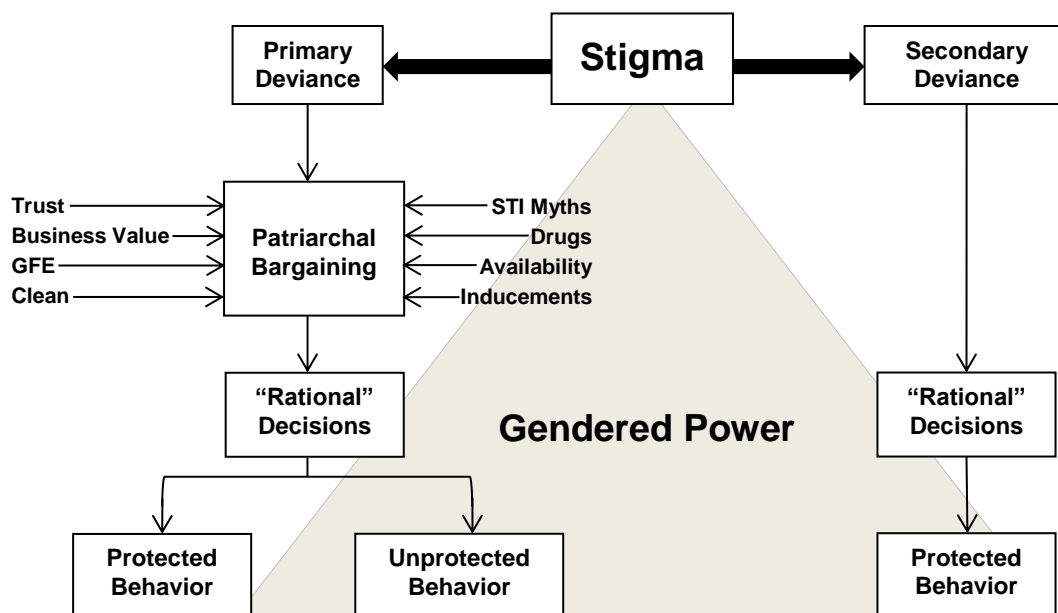 Primary
Deviance
Stigma
Secondary
Deviance
Trust
Business Value
GFE
Clean
Patriarchal
Bargaining
STI Myths
Drugs
Availability
Inducements
“Rational”
Decisions
Gendered Power
“Rational”
Decisions
Protected
Behavior
Unprotected
Behavior
Protected
Behavior